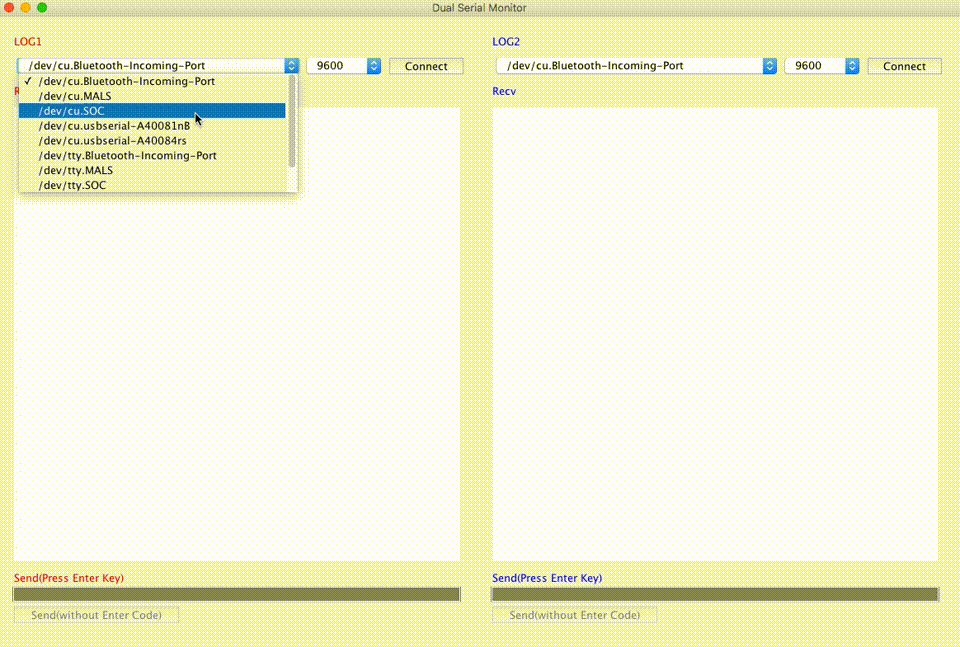 Dual Serial Monitor
LOG1
LOG2
/dev/cu.Bluetooth-Incoming-Port 9600 Connect
/dev/cu.Bluetooth-Incoming-Port 9600 Connect
✓ /dev/cu.Bluetooth-Incoming-Port
/dev/cu.MALS
/dev/cu.SOC
/dev/cu.usbserial-A40081nB
/dev/cu.usbserial-A40084rs
/dev/tty.Bluetooth-Incoming-Port
/dev/tty.MALS
/dev/tty.SOC
Recv
Send(Press Enter Key)
Send(without Enter Code)
Send(Press Enter Key)
Send(without Enter Code)